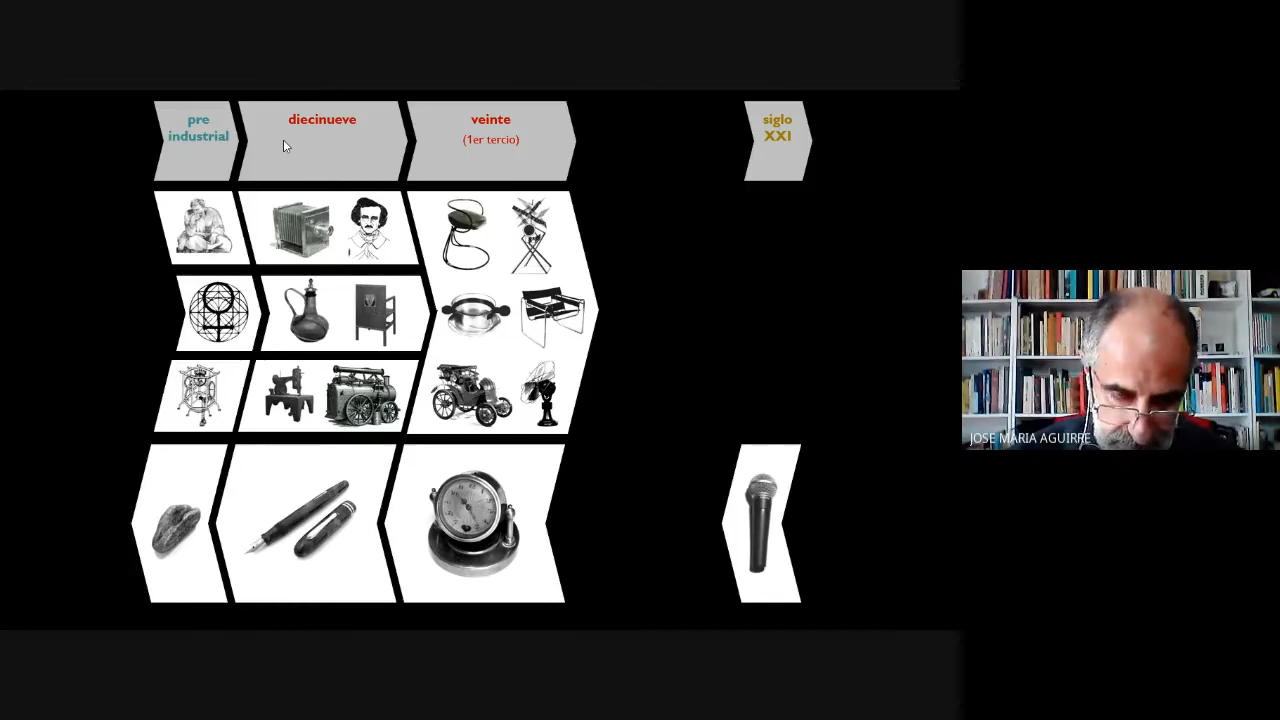 pre
industrial
diecinueve
veinte
(1er tercio)
siglo
XXI
JOSE MARIA AGUIRRE